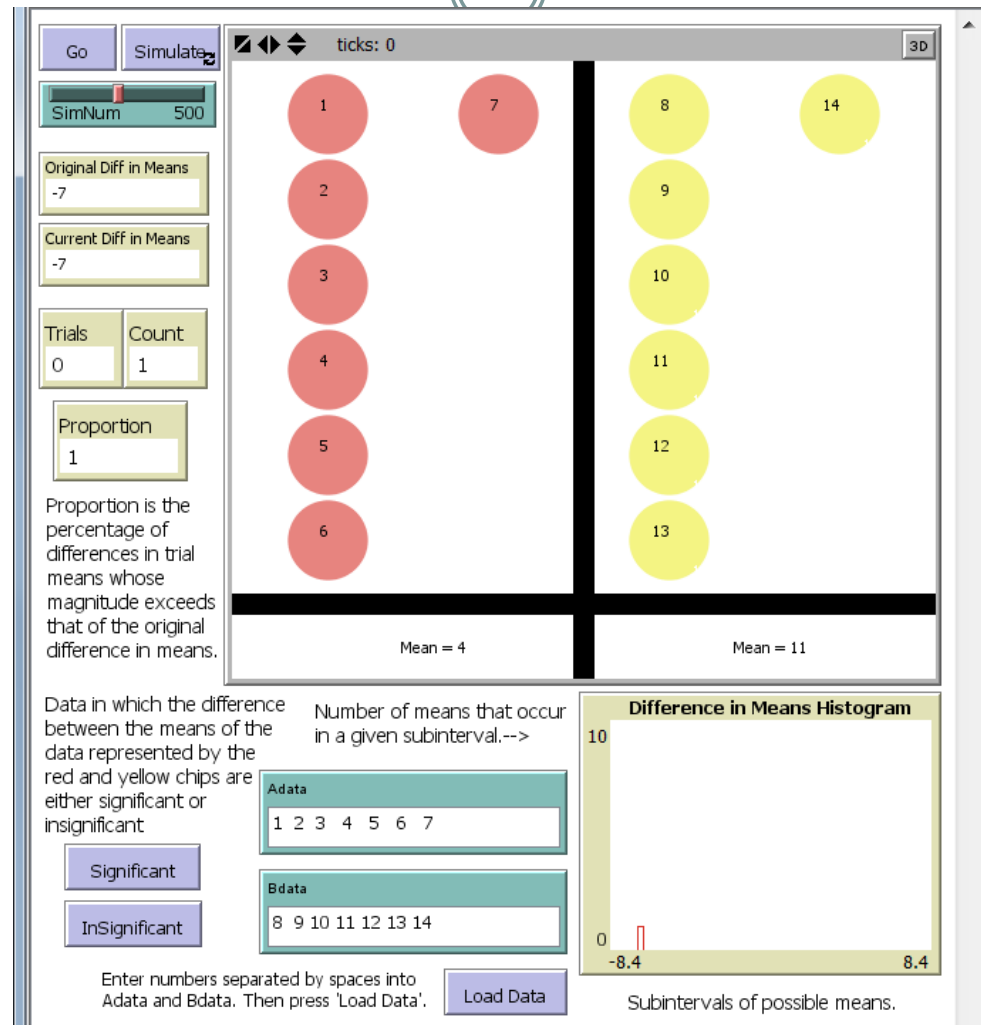 Go
Simulate
ticks: 0
3D
SimNum 500
Original Diff in Means
-7
Current Diff in Means
-7
Trials
0
Count
1
Proportion
1
Proportion is the
percentage of
differences in trial
means whose
magnitude exceeds
that of the original
difference in means.
1
7
2
3
4
5
6
8
14
9
10
11
12
13
Mean = 4
Mean = 11
Data in which the difference
between the means of the
data represented by the
red and yellow chips are
either significant or
insignificant
Significant
InSignificant
Number of means that occur
in a given subinterval.-->
Adata
1 2 3 4 5 6 7
Bdata
8 9 10 11 12 13 14
Enter numbers separated by spaces into
Adata and Bdata. Then press 'Load Data'.
Load Data
Difference in Means Histogram
10
0
-8.4 8.4
Subintervals of possible means.